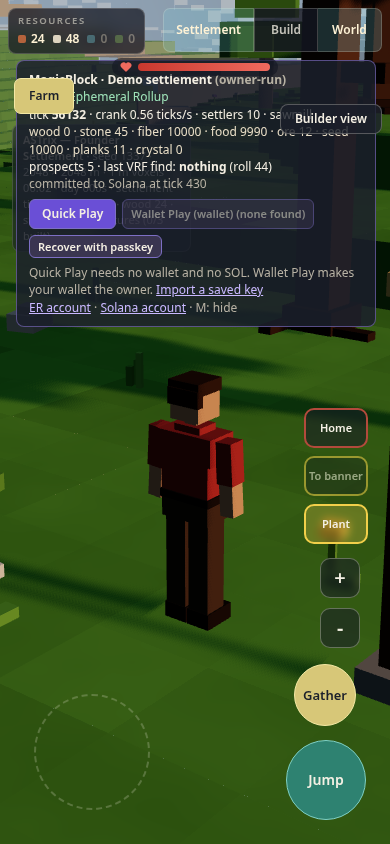 RESOURCES
24 48 0 0
Settlement Build World
MagicBlock · Demo settlement (owner-run)
Farm
Ephemeral Rollup
tick 56132 · crank 0.56 ticks/s · settlers 10 ·
Builder view
wood 0 · stone 45 · fiber 10000 · food 9990 · ore 12 · seed
10000 · planks 11 · crystal 0
prospects 5 · last VRF find: nothing (roll 44)
committed to Solana at tick 430
Quick Play
Wallet Play (wallet) (none found)
Recover with passkey
Quick Play needs no wallet and no SOL. Wallet Play makes
your wallet the owner. Import a saved key
ER account · Solana account · M: hide
Home
To banner
Plant
+
-
Gather
Jump